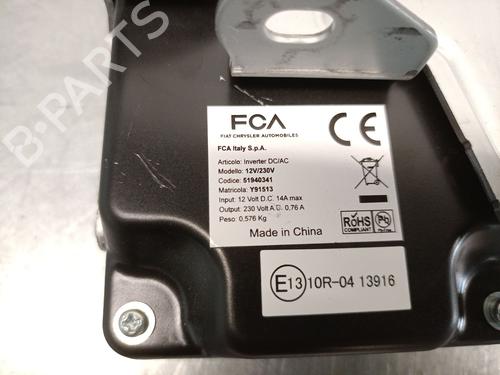 B-PARTS
FCA
FIAT CHRYSLER AUTOMOBILES
FCA Italy S.p.A.
Articolo: Inverter DC/AC
Modello: 12V/230V
Codice: 51940341
Matricola: Y91513
Input: 12 Volt D.C. 14A max
Output: 230 Volt A.C. 0,76 A
Peso: 0,576 Kg
Made in China
CE
RoHS
COMPLIANT
Pb
E13 10R-04 13916